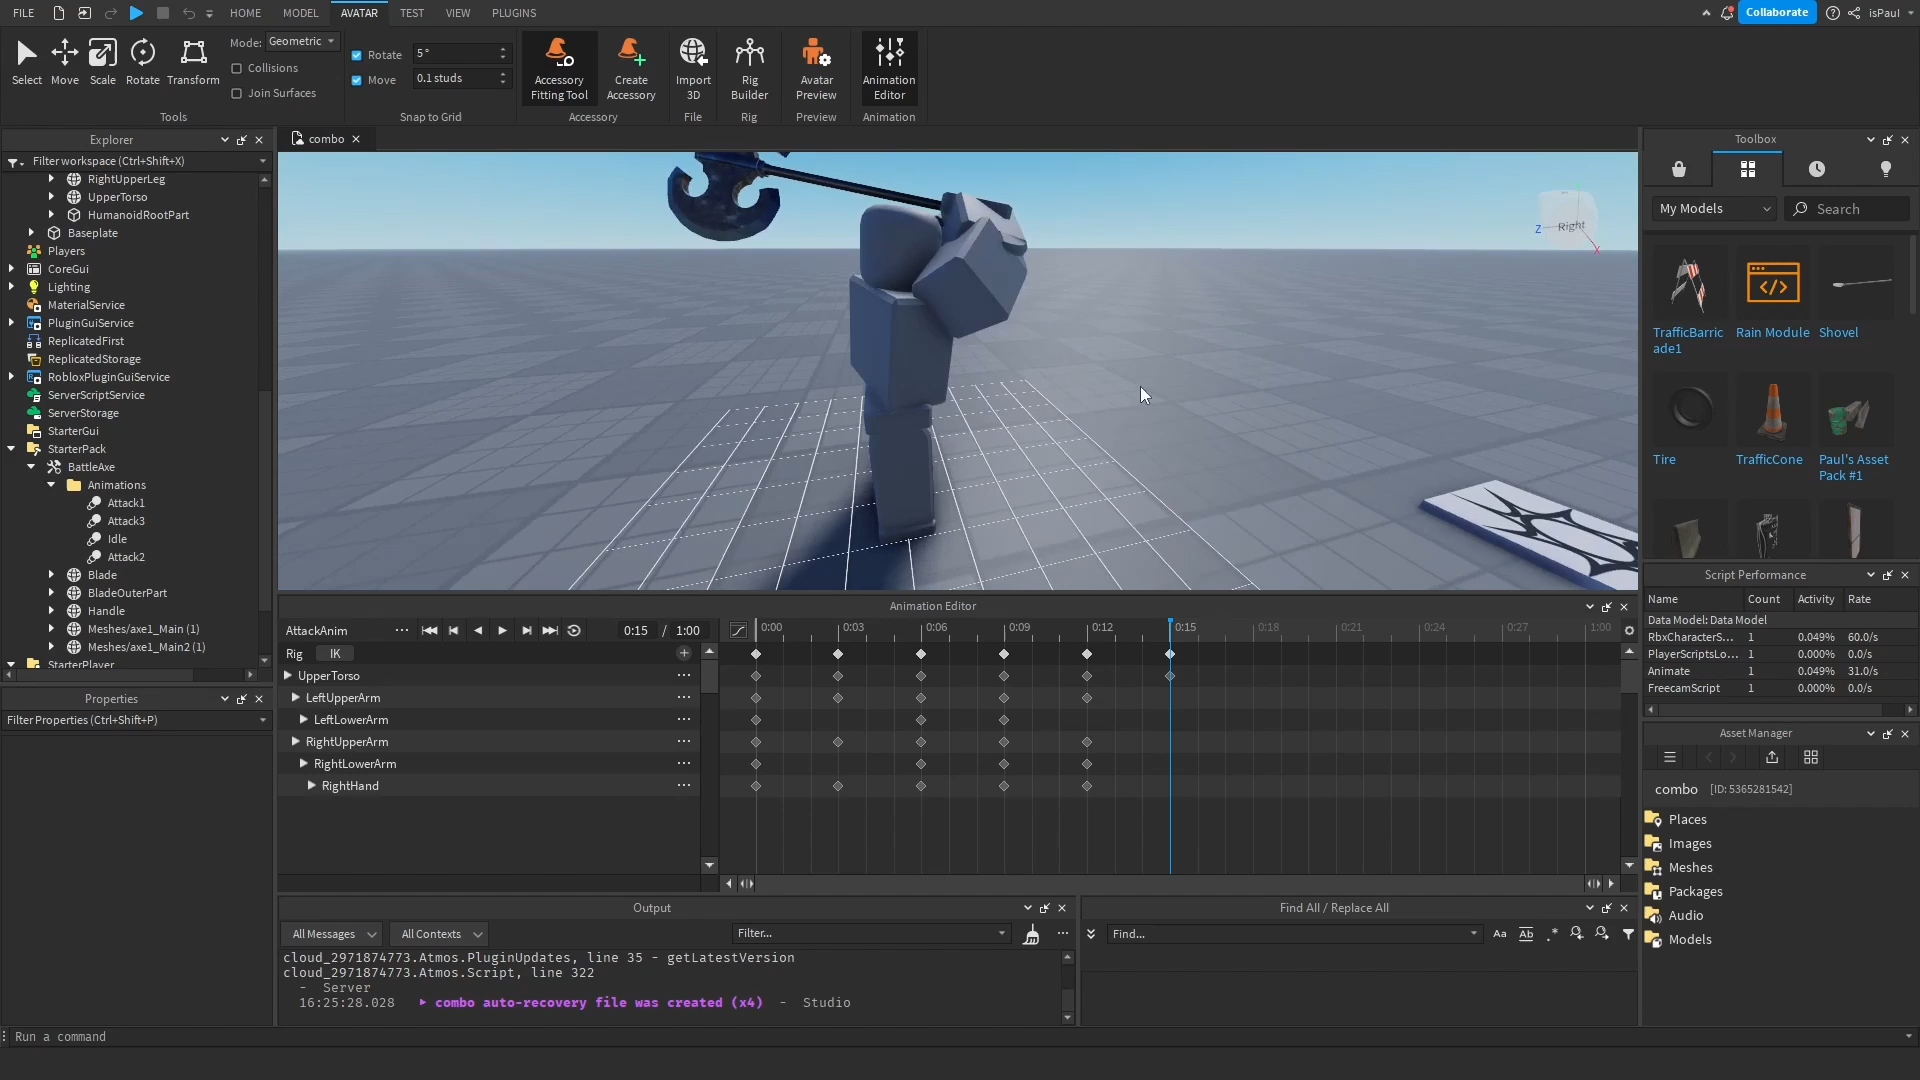 FILE HOME MODEL AVATAR TEST VIEW PLUGINS Collaborate isPaul
Select Move Scale Rotate Transform
Mode: Geometric
Collisions
Join Surfaces
Tools
Rotate 5°
Move 0.1 studs
Snap to Grid
Accessory Fitting Tool
Create Accessory
Accessory
Import 3D
File
Rig Builder
Rig
Avatar Preview
Preview
Animation Editor
Animation
Explorer
Filter workspace (Ctrl+Shift+X)
RightUpperLeg
UpperTorso
HumanoidRootPart
Baseplate
Players
CoreGui
Lighting
MaterialService
PluginGuiService
ReplicatedFirst
ReplicatedStorage
RobloxPluginGuiService
ServerScriptService
ServerStorage
StarterGui
StarterPack
BattleAxe
Animations
Attack1
Attack3
Idle
Attack2
Blade
BladeOuterPart
Handle
Meshes/axe1_Main (1)
Meshes/axe1_Main2 (1)
StarterPlayer
Properties
Filter Properties (Ctrl+Shift+P)
combo
Right
Z
X
Animation Editor
AttackAnim ... 0:15 / 1:00
0:00 0:03 0:06 0:09 0:12 0:15 0:18 0:21 0:24 0:27 1:00
Rig IK
UpperTorso ...
LeftUpperArm ...
LeftLowerArm ...
RightUpperArm ...
RightLowerArm ...
RightHand ...
Output
All Messages All Contexts Filter... ...
cloud_2971874773.Atmos.PluginUpdates, line 35 - getLatestVersion
cloud_2971874773.Atmos.Script, line 322
- Server
16:25:28.028 combo auto-recovery file was created (x4) - Studio
Find All / Replace All
Find... Aa Ab .*
Toolbox
My Models Search
TrafficBarric
ade1
Rain Module
Shovel
Tire
TrafficCone
Paul's Asset
Pack #1
Script Performance
Name Count Activity Rate
Data Model: Data Model
RbxCharacterS... 1 0.049% 60.0/s
PlayerScriptsLo... 1 0.000% 0.0/s
Animate 1 0.049% 31.0/s
FreecamScript 1 0.000% 0.0/s
Asset Manager
combo [ID: 5365281542]
Places
Images
Meshes
Packages
Audio
Models
Run a command